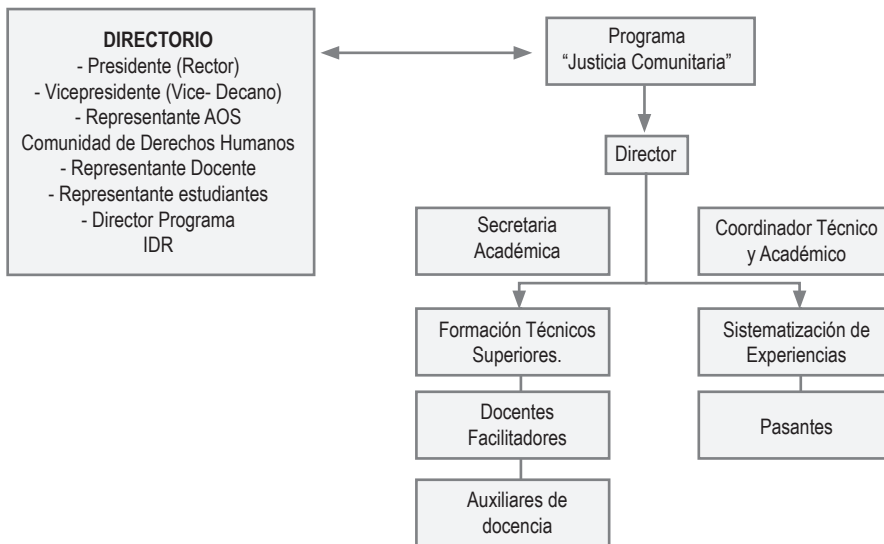 DIRECTORIO
- Presidente (Rector)
- Vicepresidente (Vice- Decano)
- Representante AOS
Comunidad de Derechos Humanos
- Representante Docente
- Representante estudiantes
- Director Programa
IDR
Programa
“Justicia Comunitaria”
Director
Secretaria
Académica
Coordinador Técnico
y Académico
Formación Técnicos
Superiores.
Sistematización de
Experiencias
Docentes
Facilitadores
Pasantes
Auxiliares de
docencia